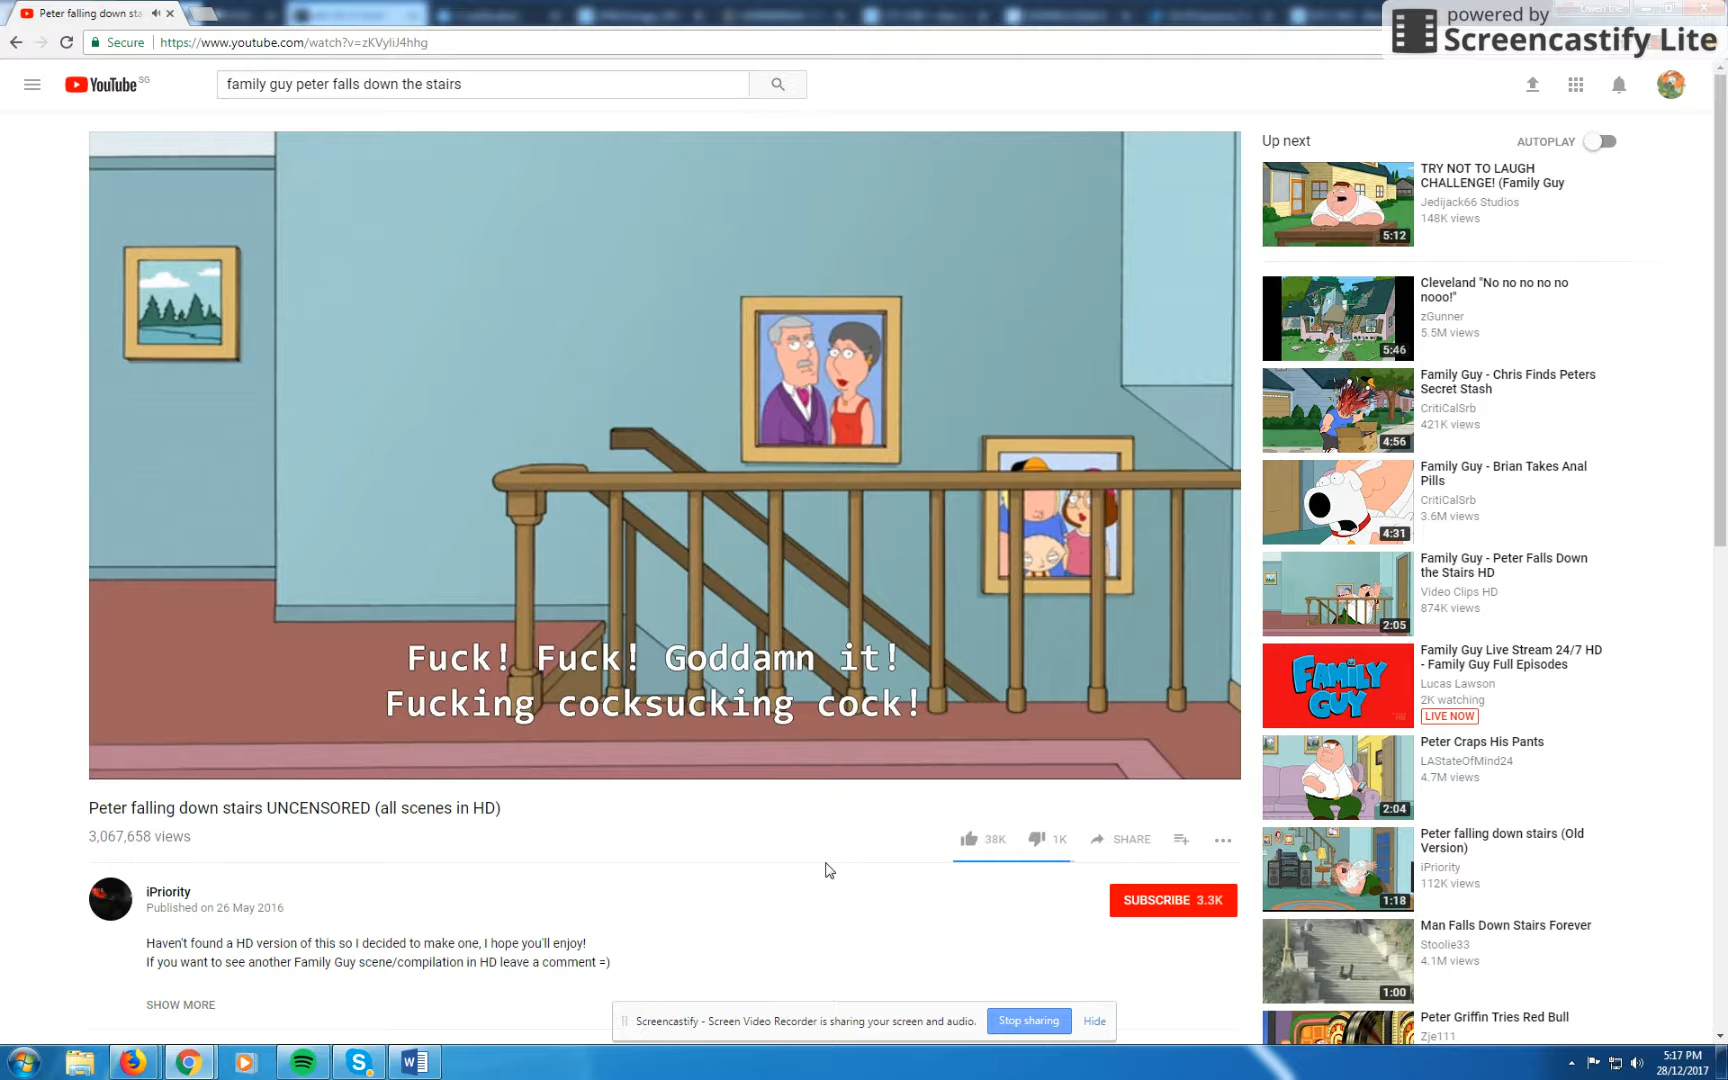 Peter falling down sta
powered by
Screencastify Lite
Secure
https://www.youtube.com/watch?v=zKVyliJ4hhg
YouTube SG
family guy peter falls down the stairs
Fuck! Fuck! Goddamn it!
Fucking cocksucking cock!
Peter falling down stairs UNCENSORED (all scenes in HD)
3,067,658 views
38K
1K
SHARE
iPriority
Published on 26 May 2016
SUBSCRIBE 3.3K
Haven't found a HD version of this so I decided to make one, I hope you'll enjoy!
If you want to see another Family Guy scene/compilation in HD leave a comment =)
SHOW MORE
Up next
AUTOPLAY
TRY NOT TO LAUGH
CHALLENGE! (Family Guy
Jedijack66 Studios
148K views
5:12
Cleveland "No no no no no
nooo!"
zGunner
5.5M views
5:46
Family Guy - Chris Finds Peters
Secret Stash
CritiCalSrb
421K views
4:56
Family Guy - Brian Takes Anal
Pills
CritiCalSrb
3.6M views
4:31
Family Guy - Peter Falls Down
the Stairs HD
Video Clips HD
874K views
2:05
Family Guy Live Stream 24/7 HD
- Family Guy Full Episodes
Lucas Lawson
2K watching
LIVE NOW
FAMILY
GUY
Peter Craps His Pants
LAStateOfMind24
4.7M views
2:04
Peter falling down stairs (Old
Version)
iPriority
112K views
1:18
Man Falls Down Stairs Forever
Stoolie33
4.1M views
1:00
Peter Griffin Tries Red Bull
Zje111
Screencastify - Screen Video Recorder is sharing your screen and audio.
Stop sharing
Hide
5:17 PM
28/12/2017